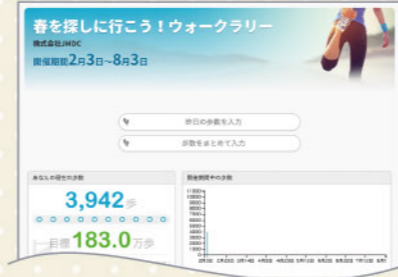 春を探しに行こう！ウォークラリー
株式会社JMDC
開催期間2月3日~8月3日
昨日の歩数を入力
歩数をまとめて入力
あなたの現在の歩数
開催期間中の歩数
3,942歩
目標183.0万歩